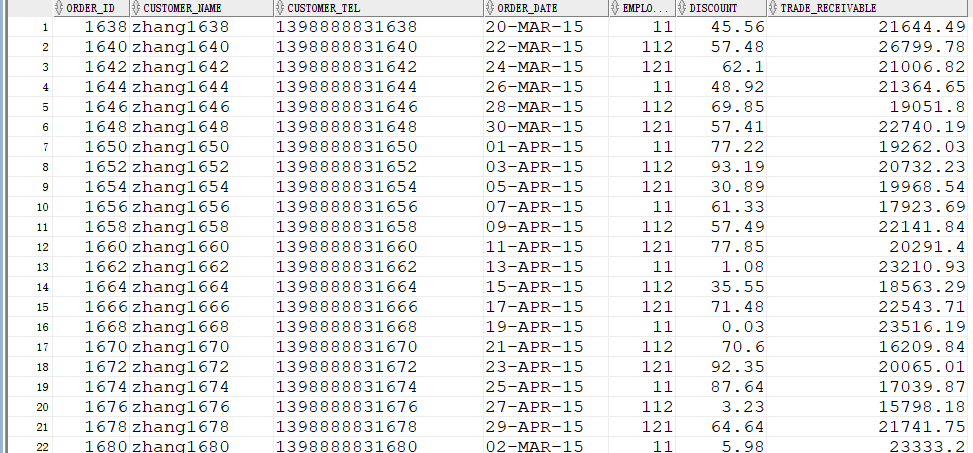 ORDER_ID CUSTOMER_NAME CUSTOMER_TEL ORDER_DATE EMPLO... DISCOUNT TRADE_RECEIVABLE
1 1638 zhang1638 1398888831638 20-MAR-15 11 45.56 21644.49
2 1640 zhang1640 1398888831640 22-MAR-15 112 57.48 26799.78
3 1642 zhang1642 1398888831642 24-MAR-15 121 62.1 21006.82
4 1644 zhang1644 1398888831644 26-MAR-15 11 48.92 21364.65
5 1646 zhang1646 1398888831646 28-MAR-15 112 69.85 19051.8
6 1648 zhang1648 1398888831648 30-MAR-15 121 57.41 22740.19
7 1650 zhang1650 1398888831650 01-APR-15 11 77.22 19262.03
8 1652 zhang1652 1398888831652 03-APR-15 112 93.19 20732.23
9 1654 zhang1654 1398888831654 05-APR-15 121 30.89 19968.54
10 1656 zhang1656 1398888831656 07-APR-15 11 61.33 17923.69
11 1658 zhang1658 1398888831658 09-APR-15 112 57.49 22141.84
12 1660 zhang1660 1398888831660 11-APR-15 121 77.85 20291.4
13 1662 zhang1662 1398888831662 13-APR-15 11 1.08 23210.93
14 1664 zhang1664 1398888831664 15-APR-15 112 35.55 18563.29
15 1666 zhang1666 1398888831666 17-APR-15 121 71.48 22543.71
16 1668 zhang1668 1398888831668 19-APR-15 11 0.03 23516.19
17 1670 zhang1670 1398888831670 21-APR-15 112 70.6 16209.84
18 1672 zhang1672 1398888831672 23-APR-15 121 92.35 20065.01
19 1674 zhang1674 1398888831674 25-APR-15 11 87.64 17039.87
20 1676 zhang1676 1398888831676 27-APR-15 112 3.23 15798.18
21 1678 zhang1678 1398888831678 29-APR-15 121 64.64 21741.75
22 1680 zhang1680 1398888831680 02-MAR-15 11 5.98 23333.2